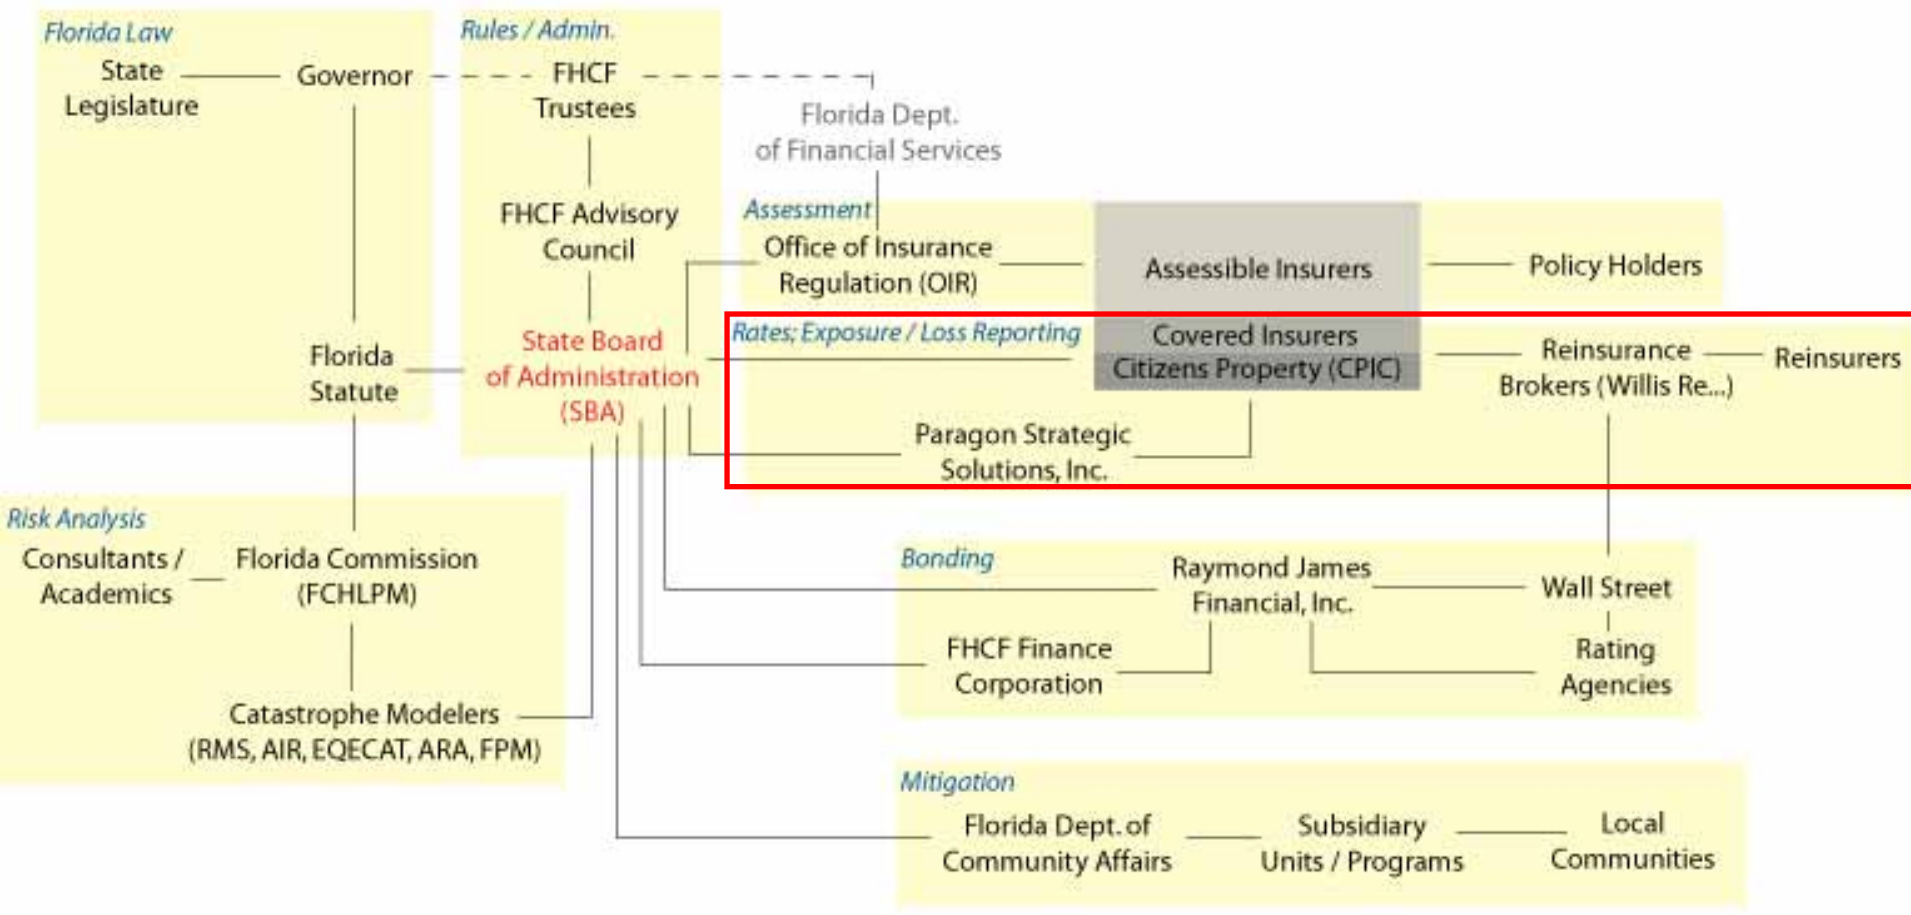 Florida Law
State
Legislature
Governor
Florida
Statute
Rules / Admin.
FHCF
Trustees
FHCF Advisory
Council
State Board
of Administration
(SBA)
Florida Dept.
of Financial Services
Assessment
Office of Insurance
Regulation (OIR)
Assessible Insurers
Policy Holders
Rates; Exposure / Loss Reporting
Covered Insurers
Citizens Property (CPIC)
Reinsurance
Brokers (Willis Re...)
Reinsurers
Paragon Strategic
Solutions, Inc.
Risk Analysis
Consultants /
Academics
Florida Commission
(FCHLPM)
Catastrophe Modelers
(RMS, AIR, EQECAT, ARA, FPM)
Bonding
Raymond James
Financial, Inc.
Wall Street
FHCF Finance
Corporation
Rating
Agencies
Mitigation
Florida Dept. of
Community Affairs
Subsidiary
Units / Programs
Local
Communities